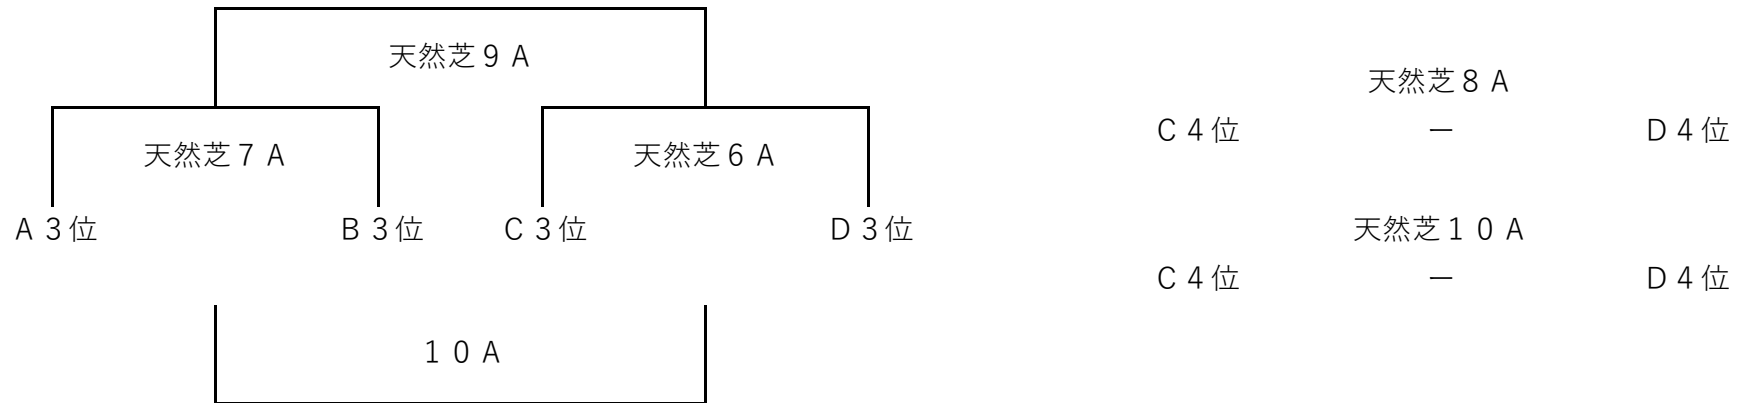 天然芝９Ａ
天然芝７Ａ
天然芝６Ａ
Ａ３位
Ｂ３位
Ｃ３位
Ｄ３位
１０Ａ
天然芝８Ａ
Ｃ４位 － Ｄ４位
天然芝１０Ａ
Ｃ４位 － Ｄ４位